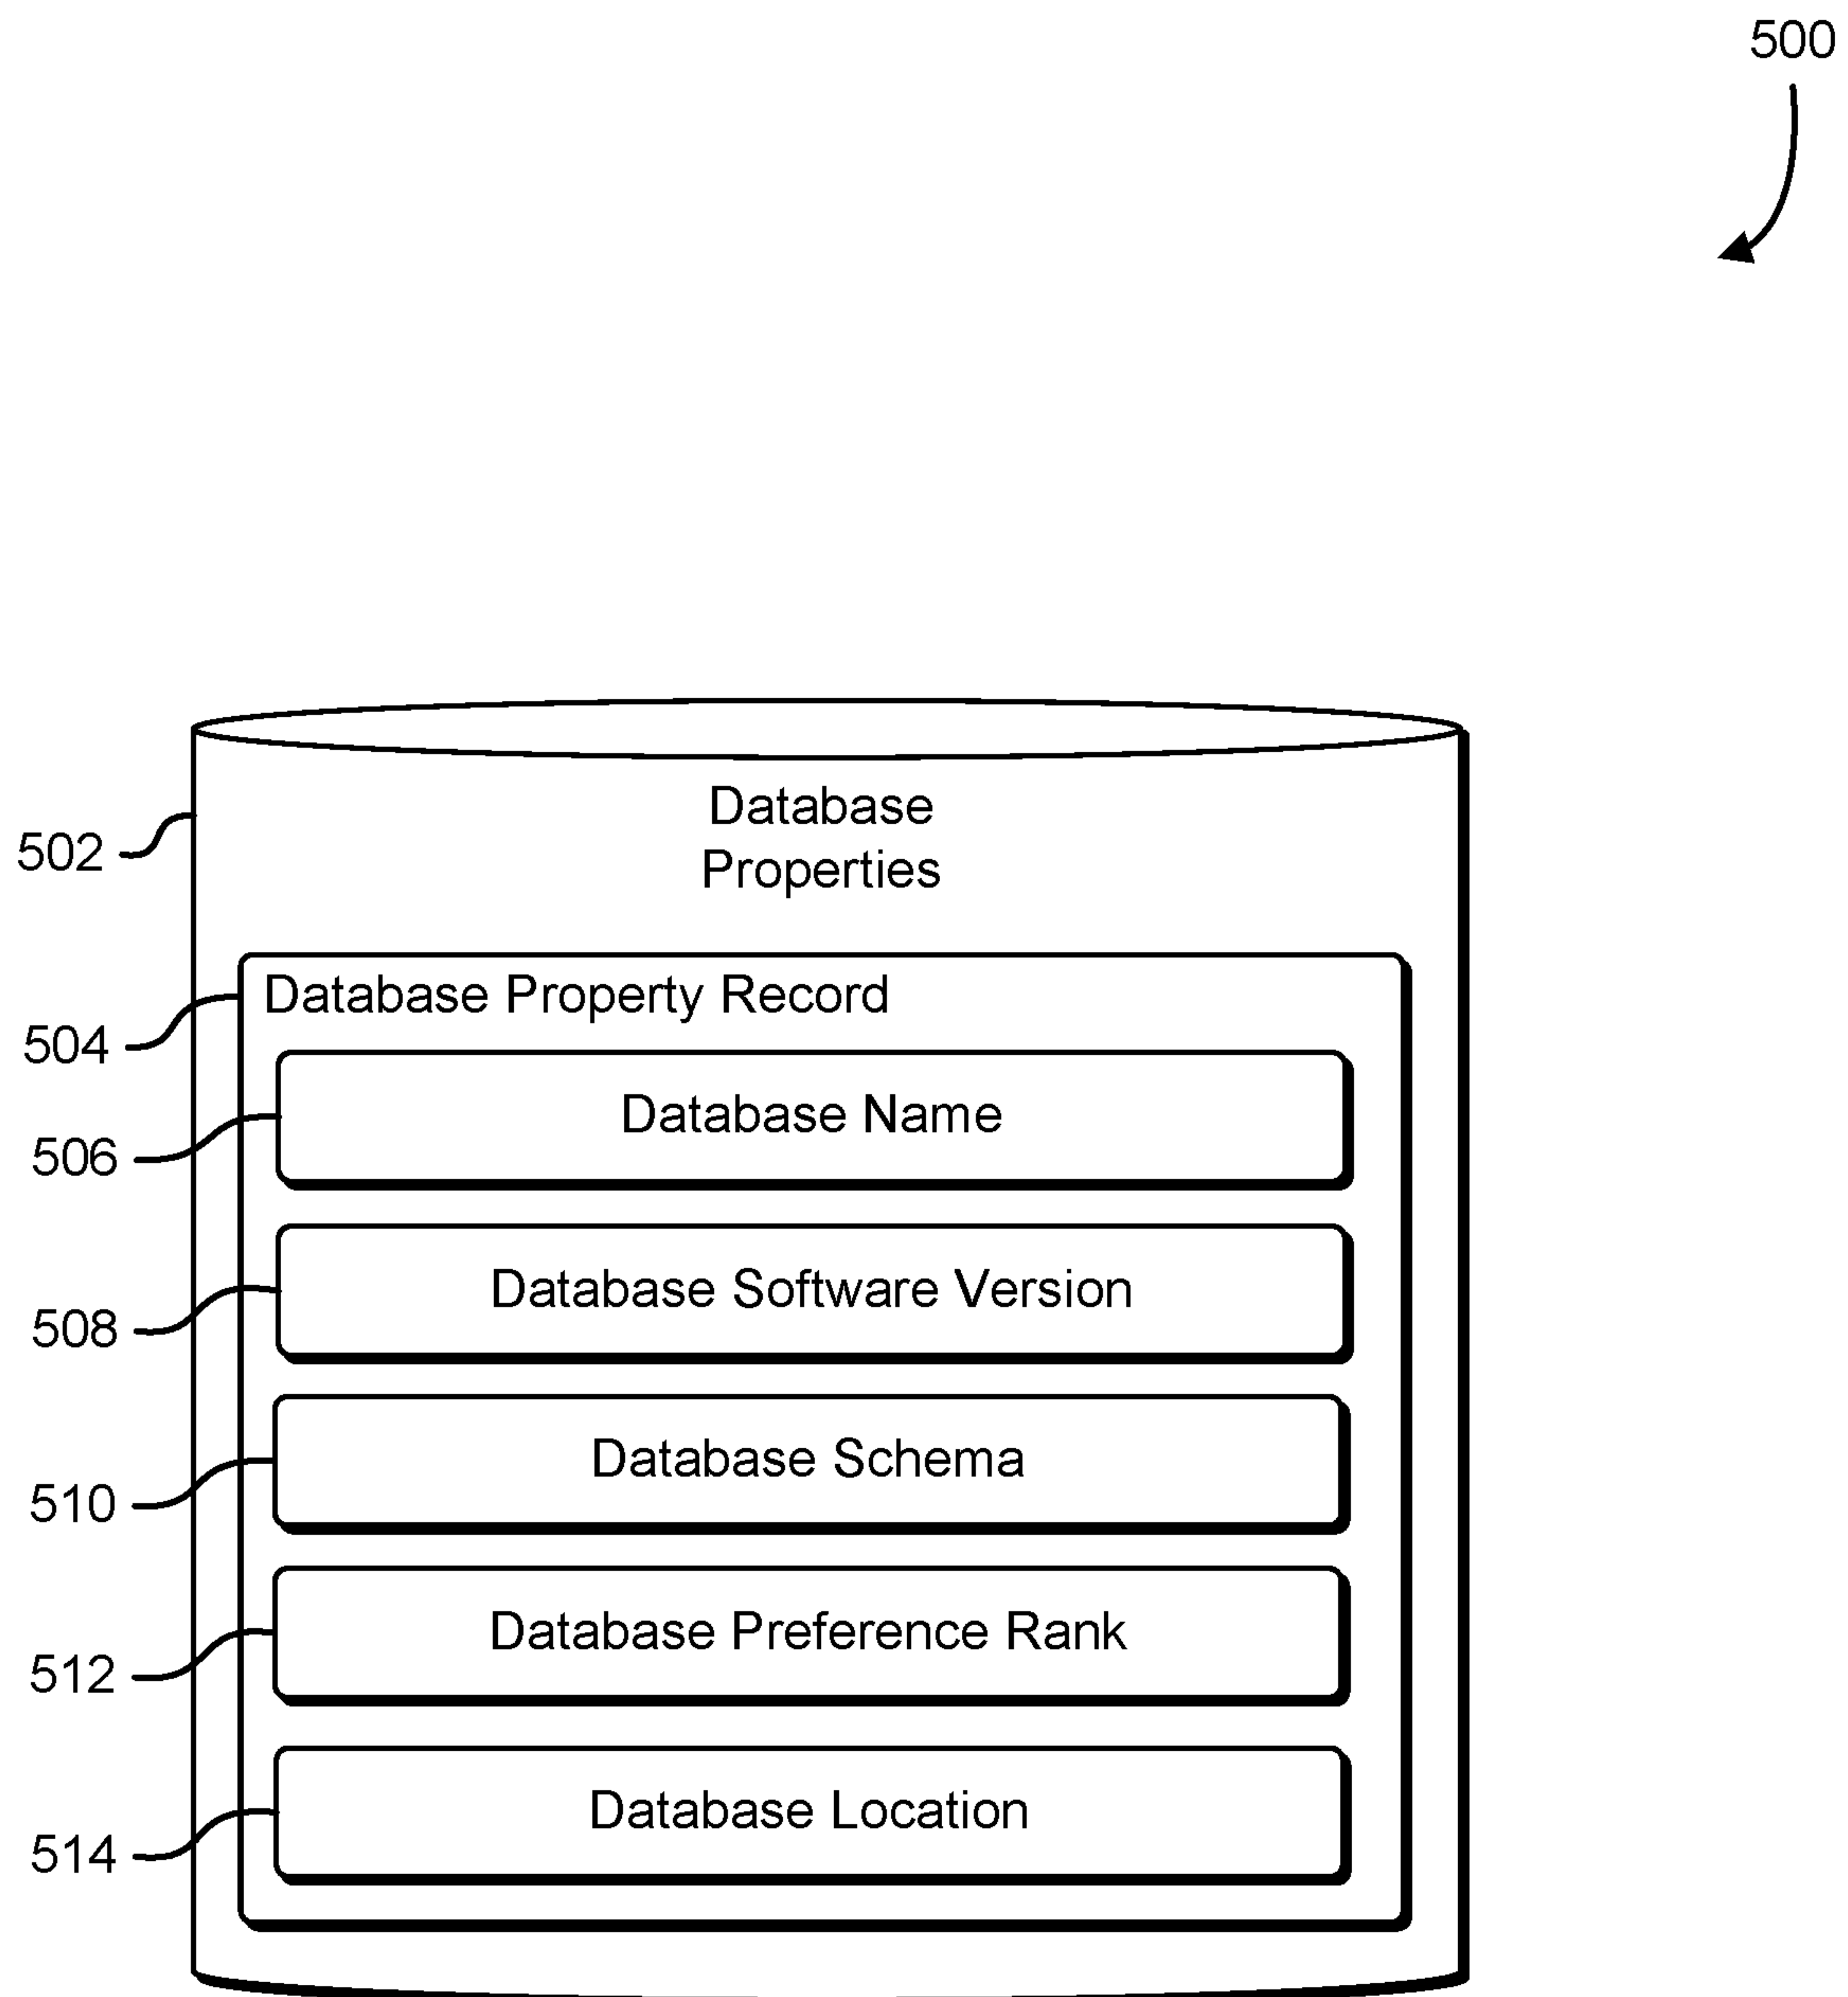 500
Database
Properties
502
Database Property Record
504
Database Name
506
Database Software Version
508
Database Schema
510
Database Preference Rank
512
Database Location
514